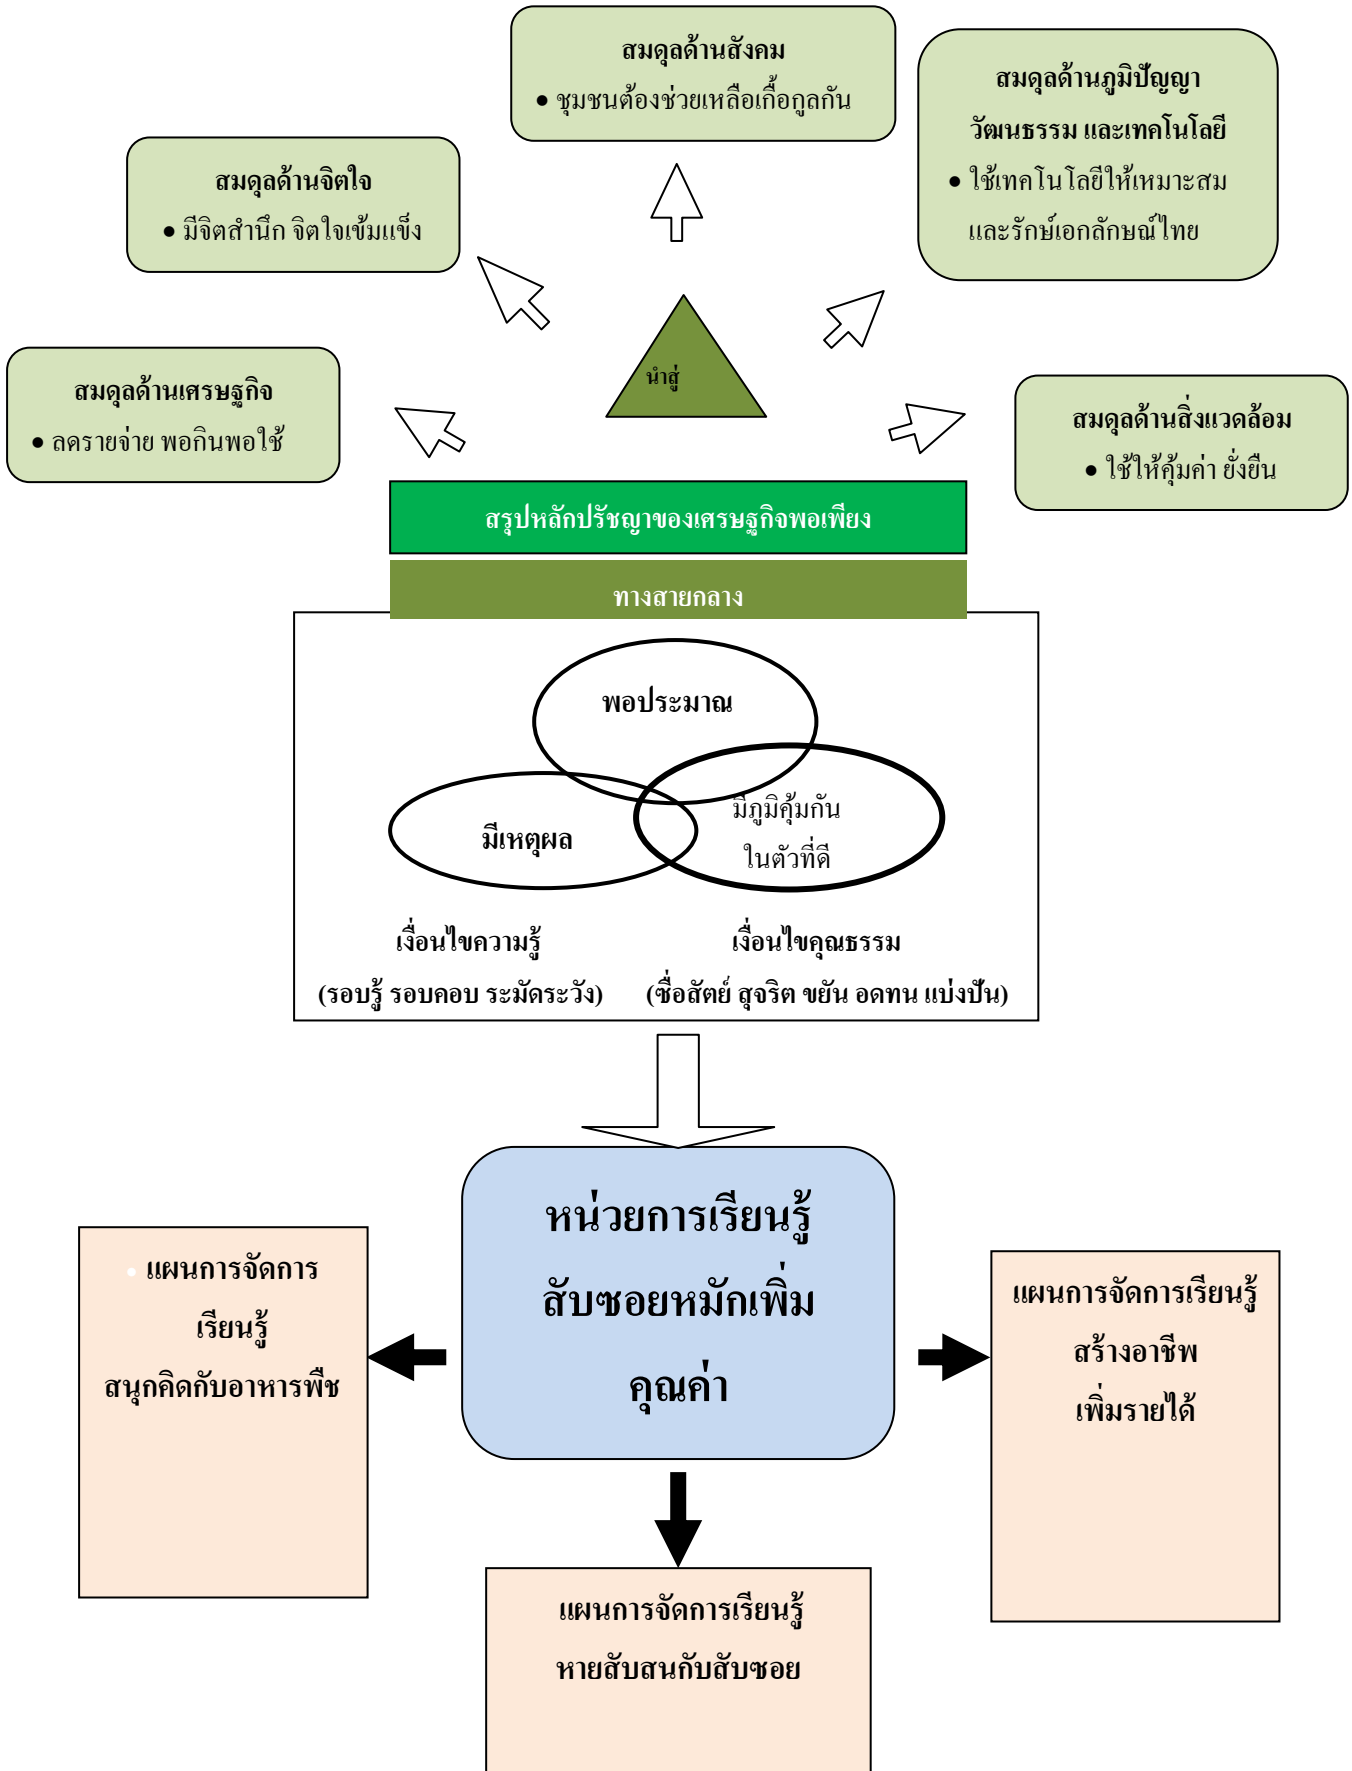 สมดุลด้านสังคม
• ชุมชนต้องช่วยเหลือเกื้อกูลกัน
สมดุลด้านภูมิปัญญา
วัฒนธรรม และเทคโนโลยี
• ใช้เทคโนโลยีให้เหมาะสม
และรักษ์เอกลักษณ์ไทย
สมดุลด้านจิตใจ
• มีจิตสำนึก จิตใจเข้มแข็ง
นำสู่
สมดุลด้านเศรษฐกิจ
• ลดรายจ่าย พอกินพอใช้
สมดุลด้านสิ่งแวดล้อม
• ใช้ให้คุ้มค่า ยั่งยืน
สรุปหลักปรัชญาของเศรษฐกิจพอเพียง
ทางสายกลาง
พอประมาณ
มีเหตุผล
มีภูมิคุ้มกัน
ในตัวที่ดี
เงื่อนไขความรู้
(รอบรู้ รอบคอบ ระมัดระวัง)
เงื่อนไขคุณธรรม
(ซื่อสัตย์ สุจริต ขยัน อดทน แบ่งปัน)
หน่วยการเรียนรู้
สับซอยหมักเพิ่ม
คุณค่า
• แผนการจัดการ
เรียนรู้
สนุกคิดกับอาหารพืช
แผนการจัดการเรียนรู้
สร้างอาชีพ
เพิ่มรายได้
แผนการจัดการเรียนรู้
หายสับสนกับสับซอย